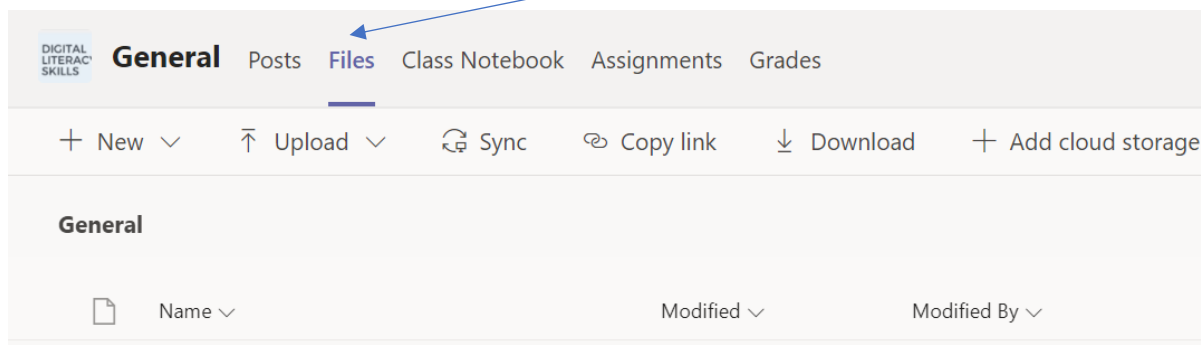 DIGITAL
LITERAC
SKILLS
General Posts Files Class Notebook Assignments Grades
New Upload Sync Copy link Download Add cloud storage
General
Name Modified Modified By